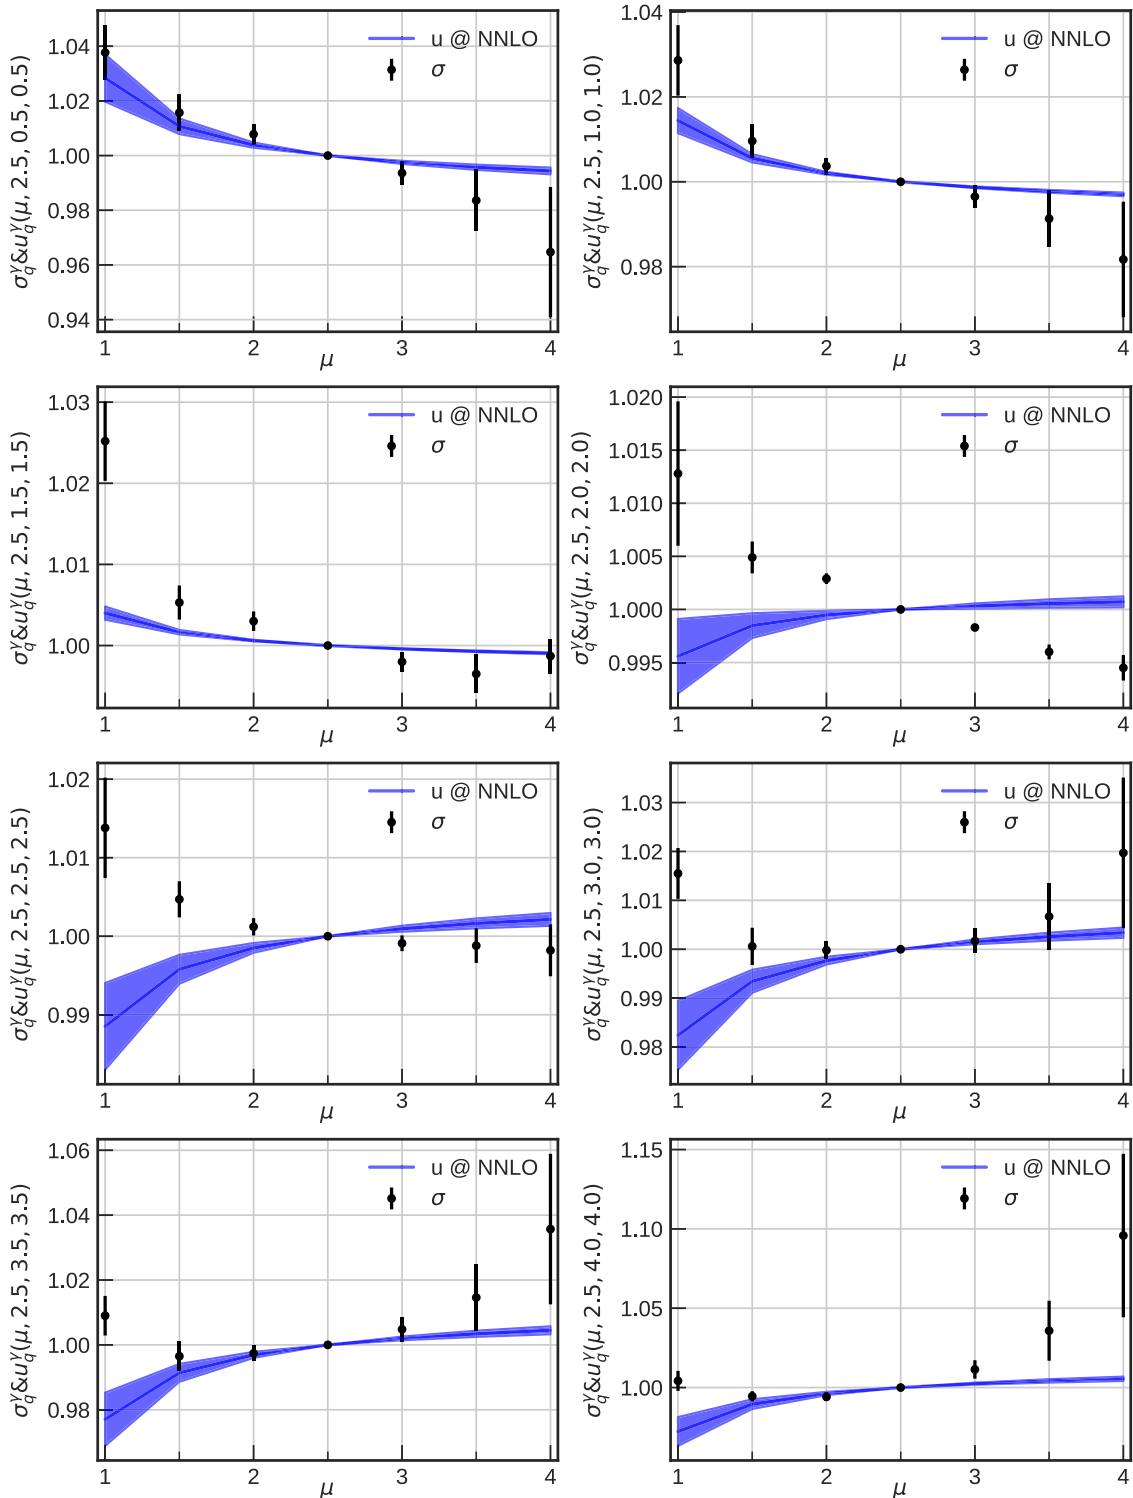 σ_q^γ&u_q^γ(μ, 2.5, 0.5, 0.5)
1.04
1.02
1.00
0.98
0.96
0.94
u @ NNLO
σ
1 2 3 4
μ
σ_q^γ&u_q^γ(μ, 2.5, 1.0, 1.0)
1.04
1.02
1.00
0.98
u @ NNLO
σ
1 2 3 4
μ
σ_q^γ&u_q^γ(μ, 2.5, 1.5, 1.5)
1.03
1.02
1.01
1.00
u @ NNLO
σ
1 2 3 4
μ
σ_q^γ&u_q^γ(μ, 2.5, 2.0, 2.0)
1.020
1.015
1.010
1.005
1.000
0.995
u @ NNLO
σ
1 2 3 4
μ
σ_q^γ&u_q^γ(μ, 2.5, 2.5, 2.5)
1.02
1.01
1.00
0.99
u @ NNLO
σ
1 2 3 4
μ
σ_q^γ&u_q^γ(μ, 2.5, 3.0, 3.0)
1.03
1.02
1.01
1.00
0.99
0.98
u @ NNLO
σ
1 2 3 4
μ
σ_q^γ&u_q^γ(μ, 2.5, 3.5, 3.5)
1.06
1.04
1.02
1.00
0.98
u @ NNLO
σ
1 2 3 4
μ
σ_q^γ&u_q^γ(μ, 2.5, 4.0, 4.0)
1.15
1.10
1.05
1.00
u @ NNLO
σ
1 2 3 4
μ